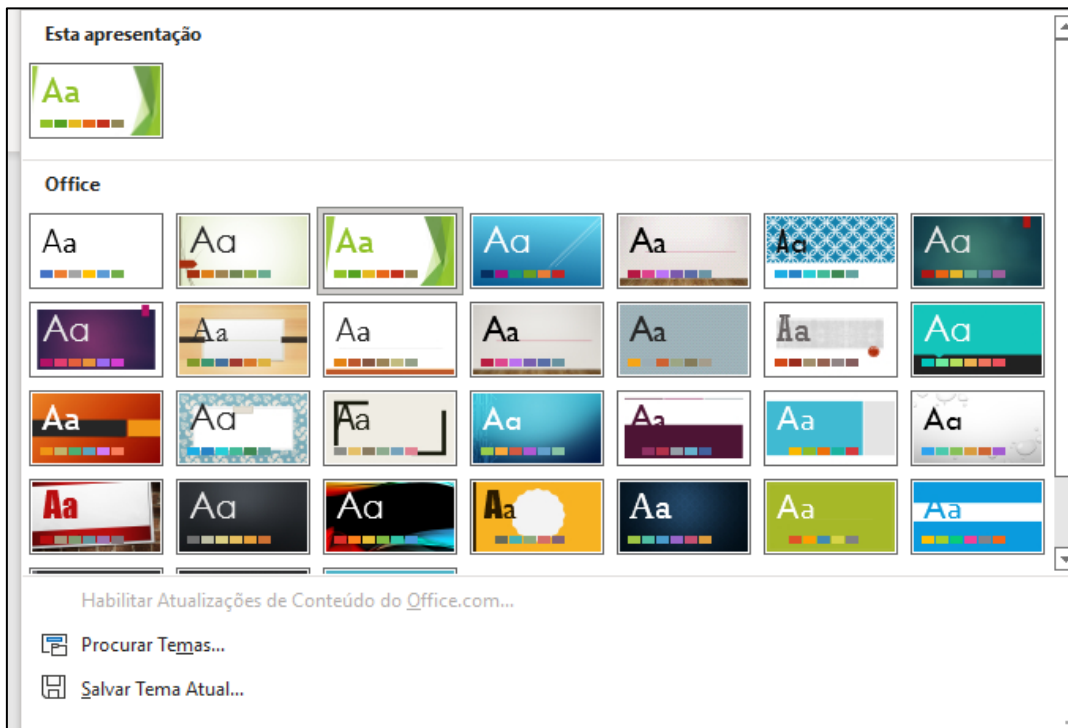 Esta apresentação
Aa
Office
Aa Aa Aa Aa Aa Aa Aa
Aa Aa Aa Aa Aa Aa Aa
Aa Aa Aa Aa Aa Aa Aa
Aa Aa Aa Aa Aa Aa Aa
Habilitar Atualizações de Conteúdo do Office.com...
Procurar Temas...
Salvar Tema Atual...